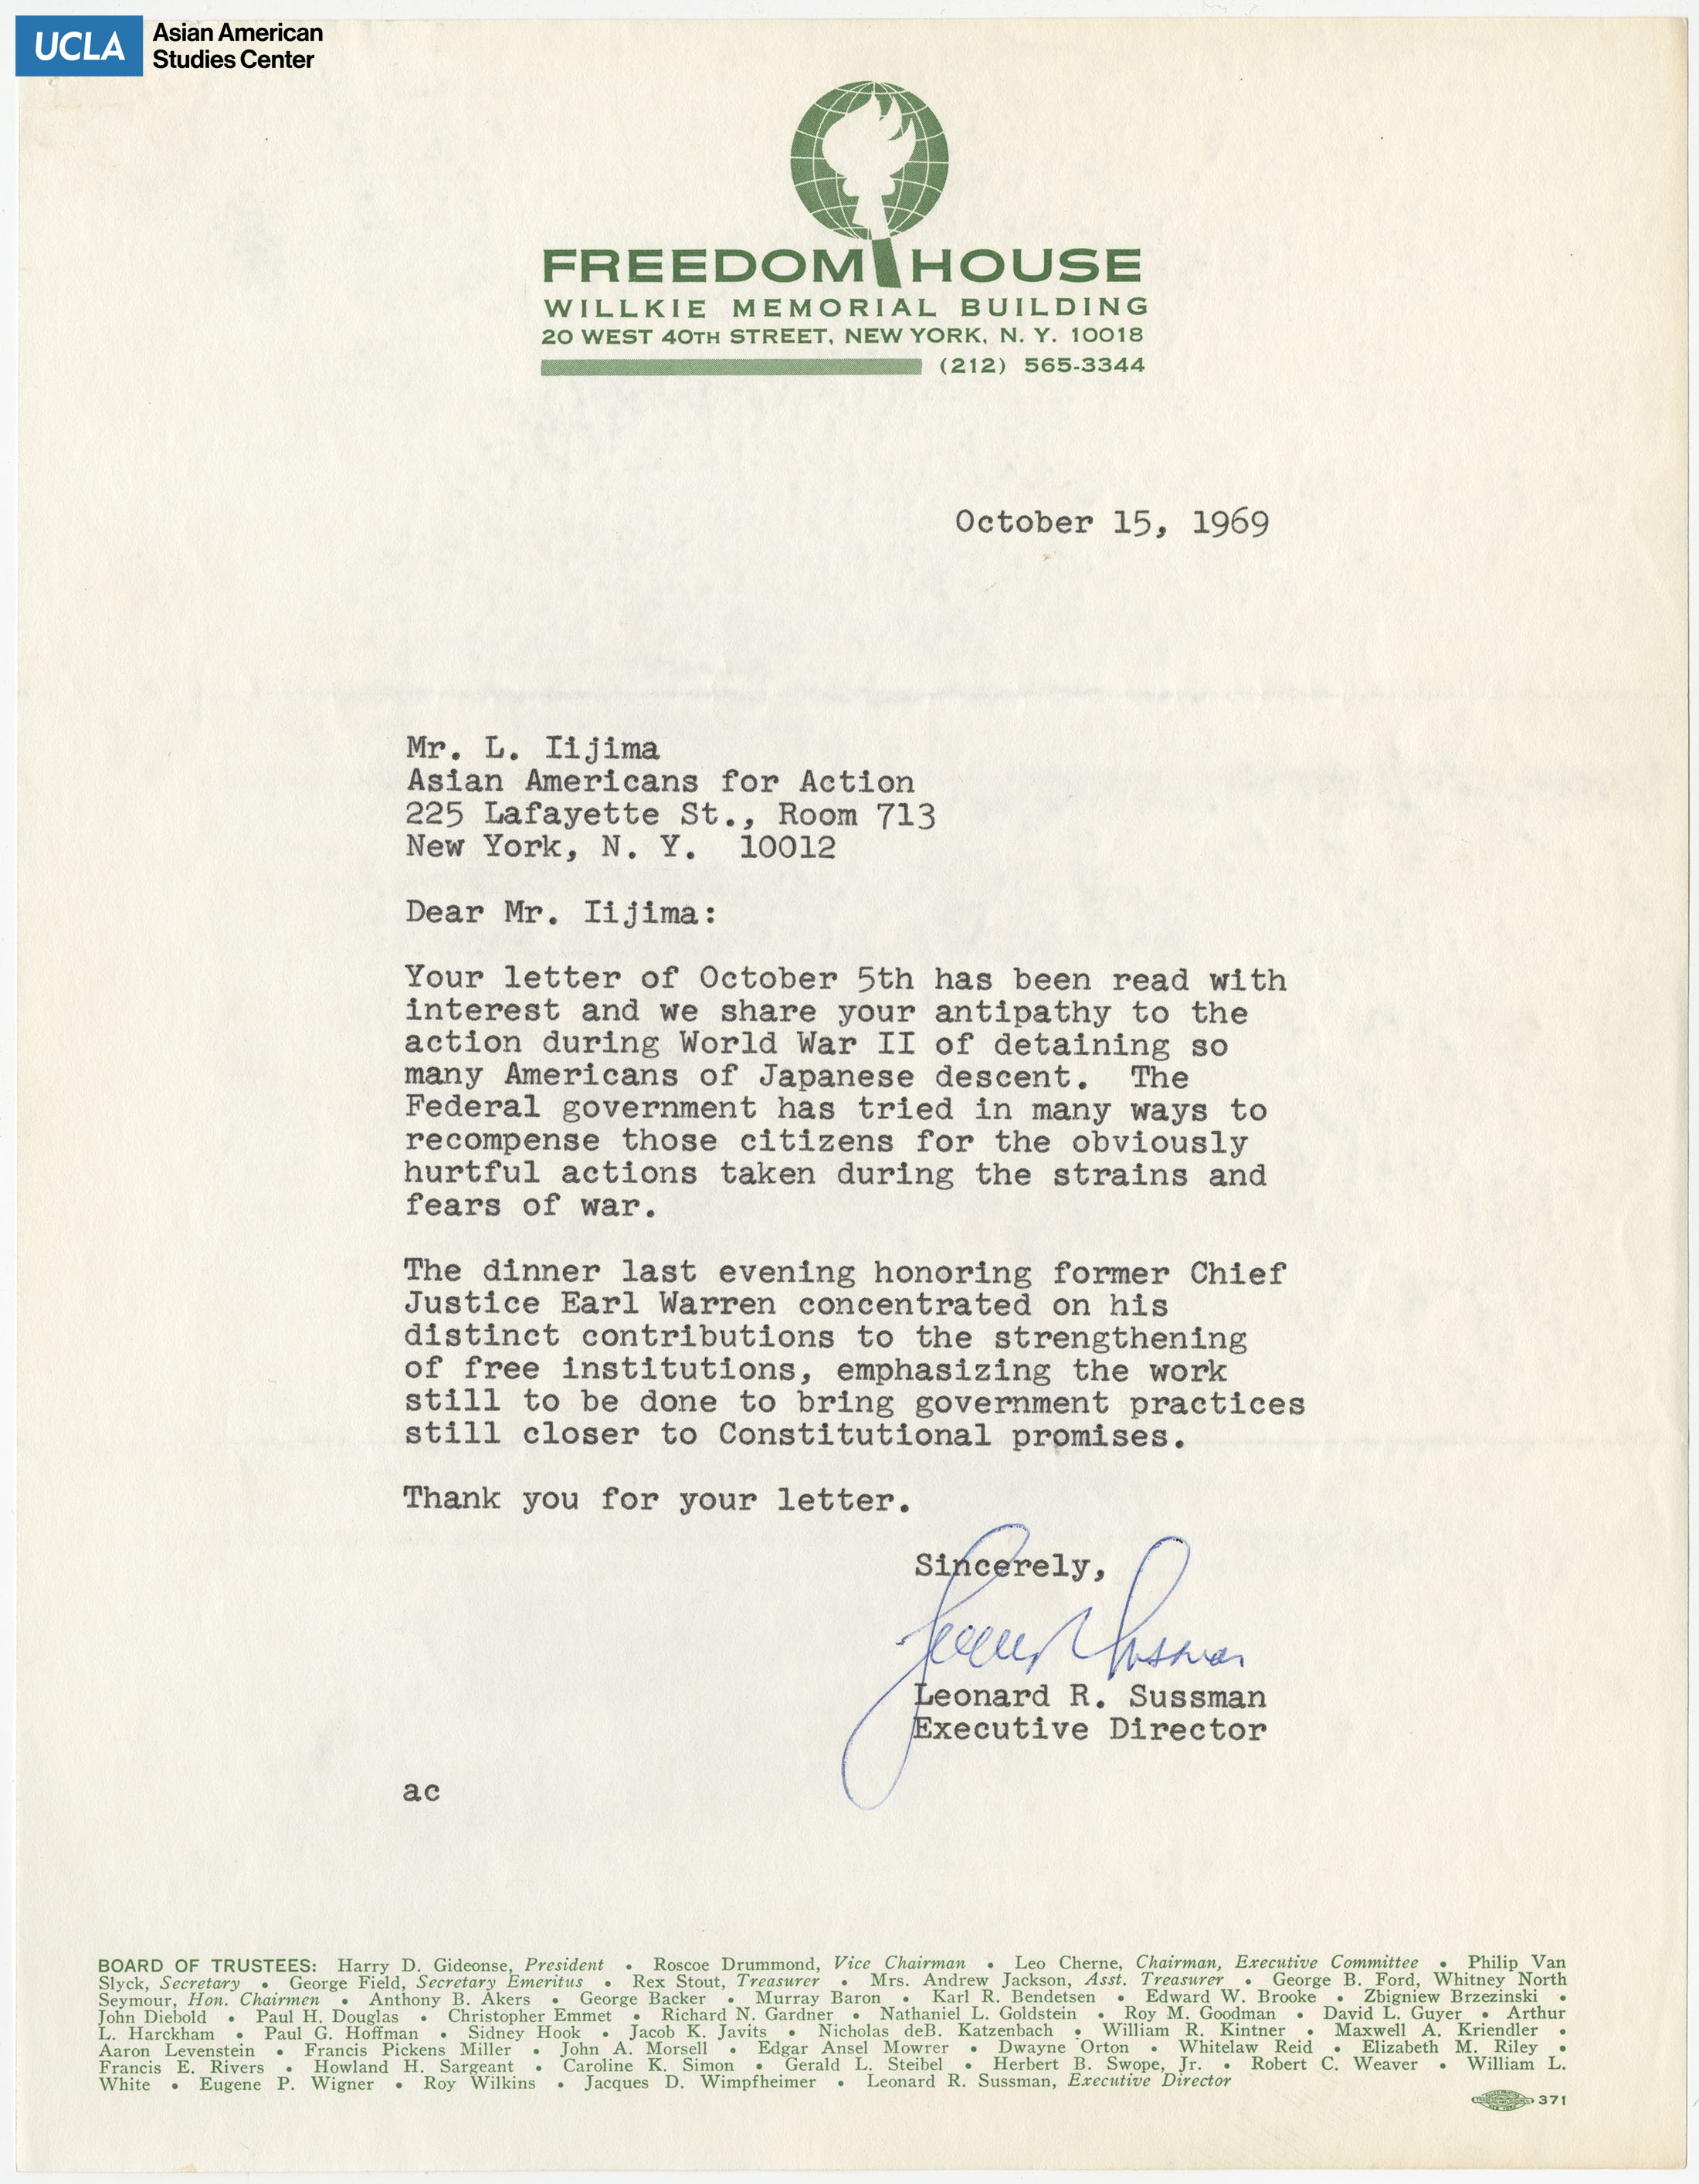 UCLA Asian American
Studies Center
FREEDOM HOUSE
WILLKIE MEMORIAL BUILDING
20 WEST 40TH STREET, NEW YORK, N. Y. 10018
(212) 565-3344
October 15, 1969
Mr. L. Iijima
Asian Americans for Action
225 Lafayette St., Room 713
New York, N. Y. 10012
Dear Mr. Iijima:
Your letter of October 5th has been read with
interest and we share your antipathy to the
action during World War II of detaining so
many Americans of Japanese descent. The
Federal government has tried in many ways to
recompense those citizens for the obviously
hurtful actions taken during the strains and
fears of war.
The dinner last evening honoring former Chief
Justice Earl Warren concentrated on his
distinct contributions to the strengthening
of free institutions, emphasizing the work
still to be done to bring government practices
still closer to Constitutional promises.
Thank you for your letter.
Sincerely,
Leonard R. Sussman
Executive Director
ac
BOARD OF TRUSTEES: Harry D. Gideonse, President • Roscoe Drummond, Vice Chairman • Leo Cherne, Chairman, Executive Committee • Philip Van
Slyck, Secretary • George Field, Secretary Emeritus • Rex Stout, Treasurer • Mrs. Andrew Jackson, Asst. Treasurer • George B. Ford, Whitney North
Seymour, Hon. Chairmen • Anthony B. Akers • George Backer • Murray Baron • Karl R. Bendetsen • Edward W. Brooke • Zbigniew Brzezinski •
John Diebold • Paul H. Douglas • Christopher Emmet • Richard N. Gardner • Nathaniel L. Goldstein • Roy M. Goodman • David L. Guyer • Arthur
L. Harckham • Paul G. Hoffman • Sidney Hook • Jacob K. Javits • Nicholas deB. Katzenbach • William R. Kintner • Maxwell A. Kriendler •
Aaron Levenstein • Francis Pickens Miller • John A. Morsell • Edgar Ansel Mowrer • Dwayne Orton • Whitelaw Reid • Elizabeth M. Riley •
Francis E. Rivers • Howland H. Sargeant • Caroline K. Simon • Gerald L. Steibel • Herbert B. Swope, Jr. • Robert C. Weaver • William L.
White • Eugene P. Wigner • Roy Wilkins • Jacques D. Wimpfheimer • Leonard R. Sussman, Executive Director
371